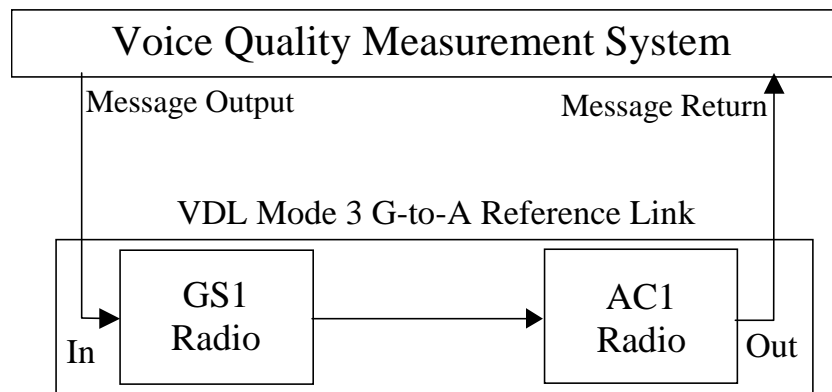 Voice Quality Measurement System
Message Output
Message Return
VDL Mode 3 G-to-A Reference Link
GS1
Radio
AC1
Radio
In
Out